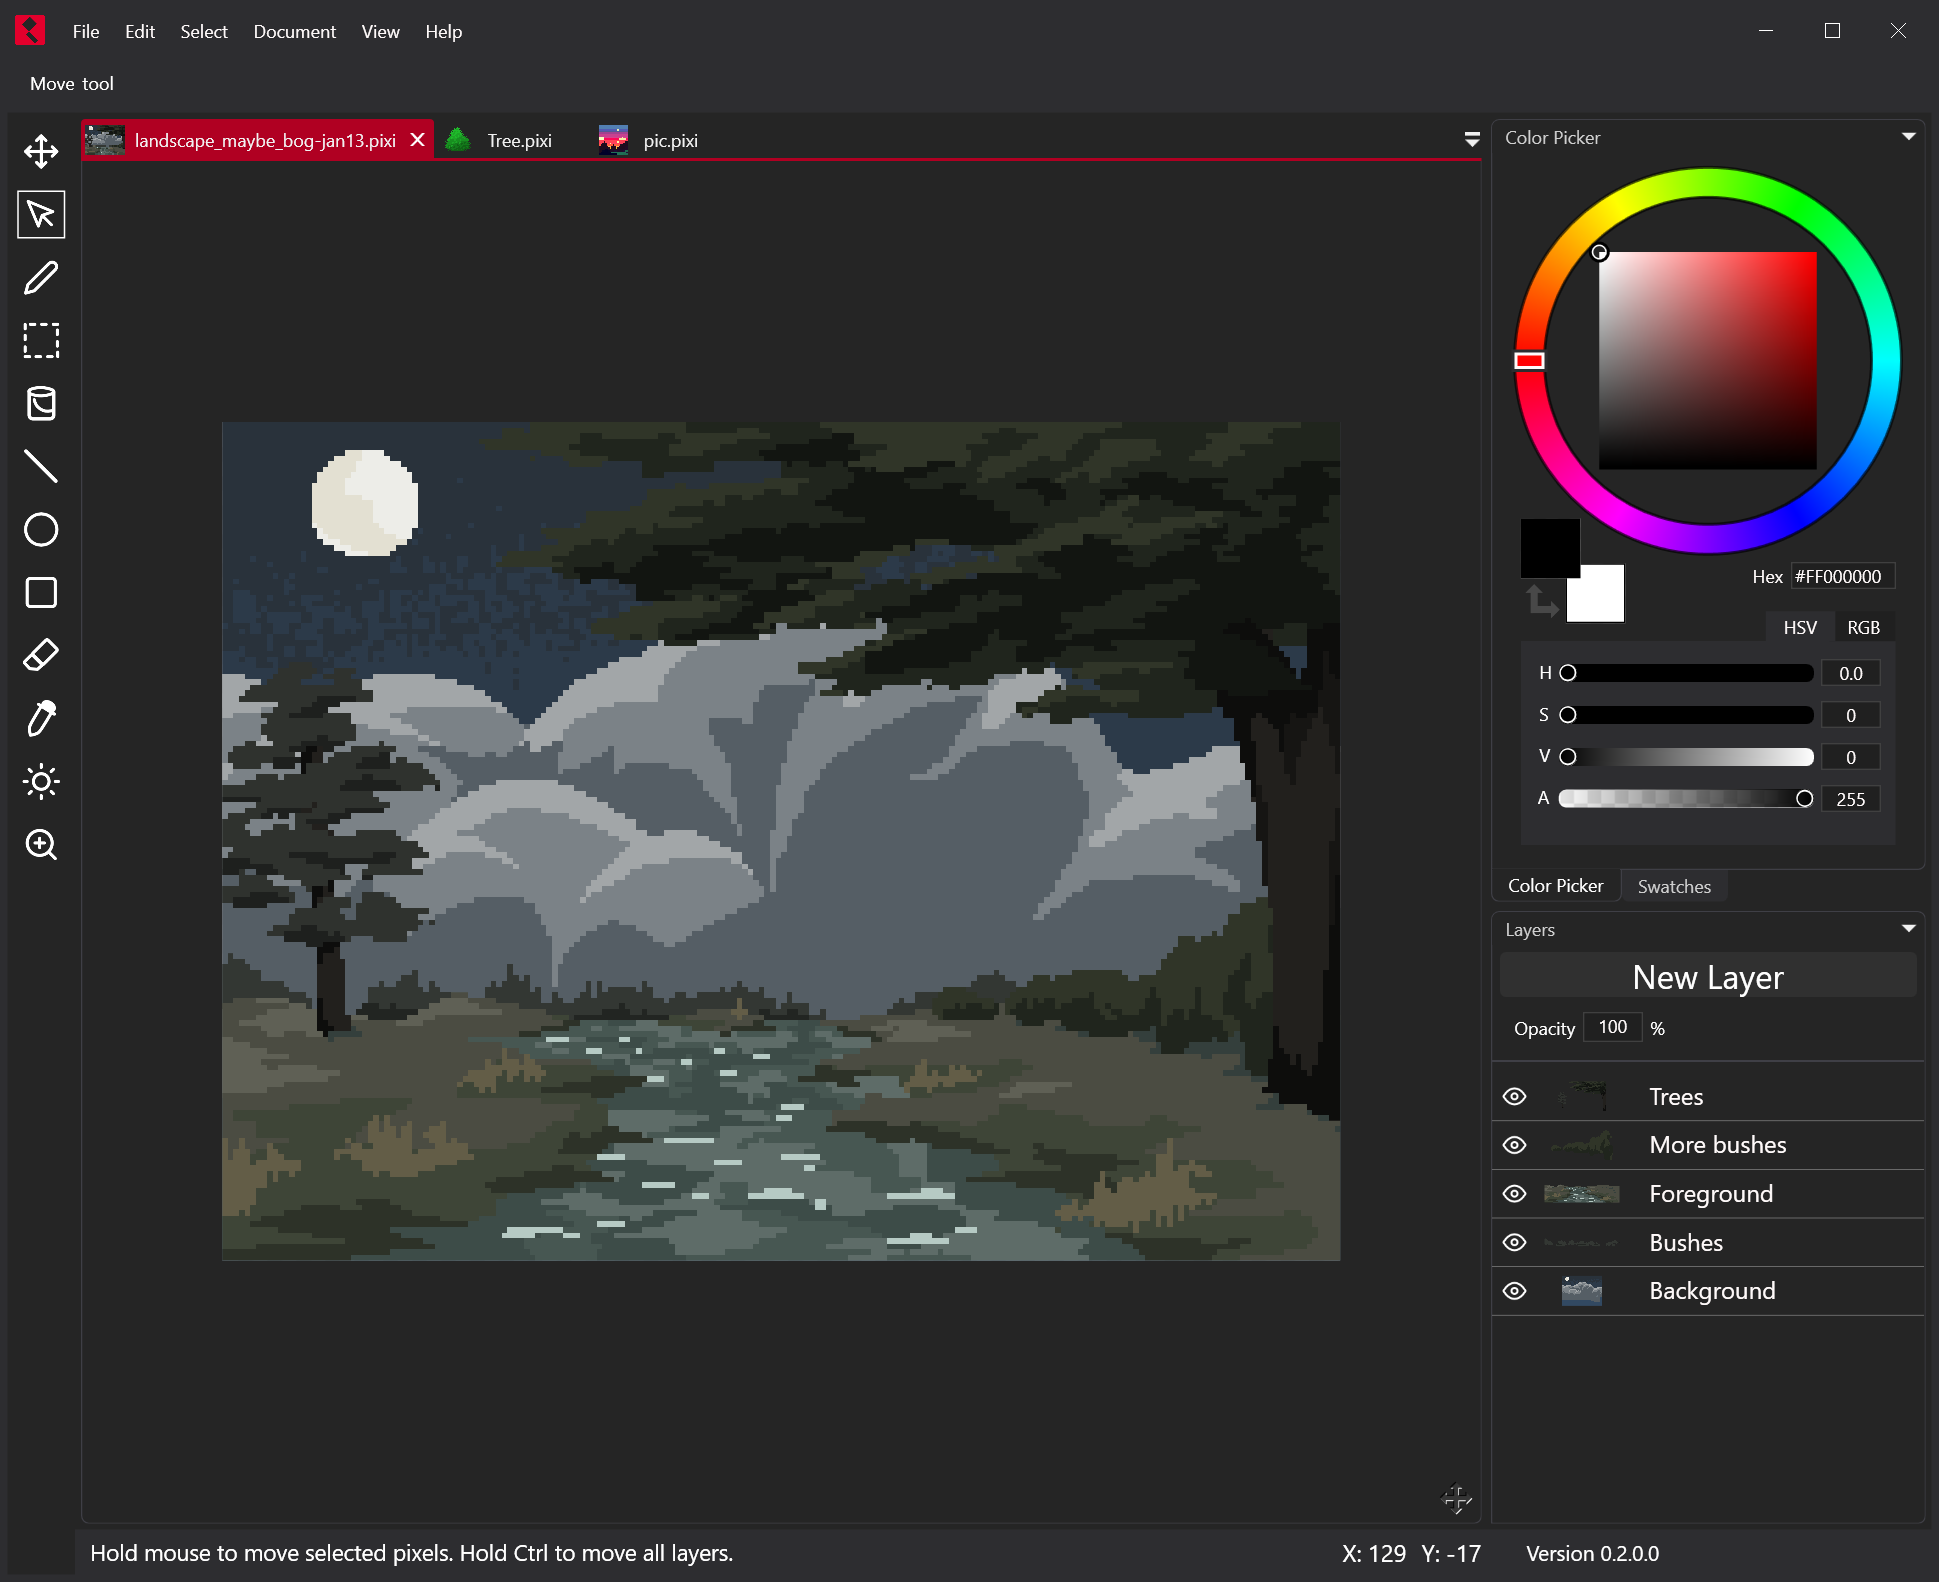 File Edit Select Document View Help
Move tool
landscape_maybe_bog-jan13.pixi Tree.pixi pic.pixi
Color Picker
Hex #FF000000
HSV RGB
H 0.0
S 0
V 0
A 255
Color Picker Swatches
Layers
New Layer
Opacity 100 %
Trees
More bushes
Foreground
Bushes
Background
Hold mouse to move selected pixels. Hold Ctrl to move all layers. X: 129 Y: -17 Version 0.2.0.0